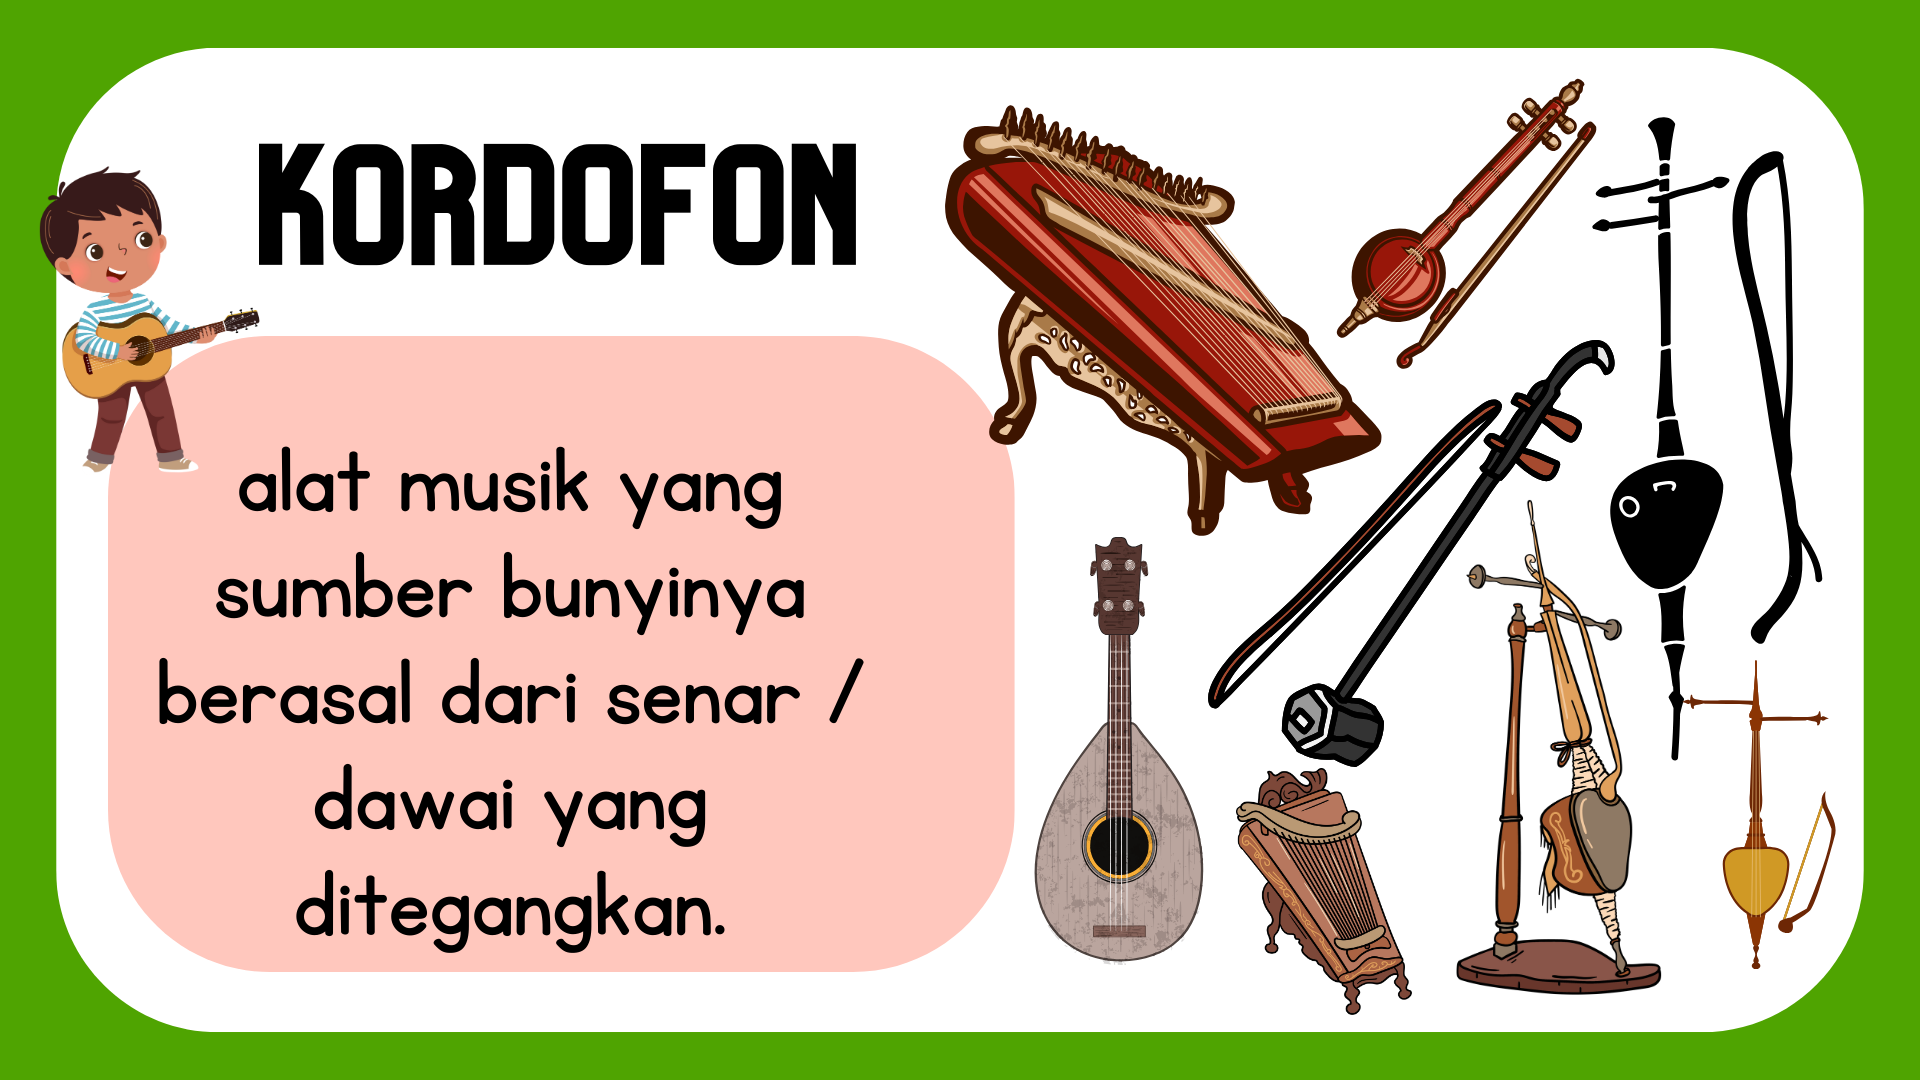 KORDOFON
alat musik yang
sumber bunyinya
berasal dari senar /
dawai yang
ditegangkan.